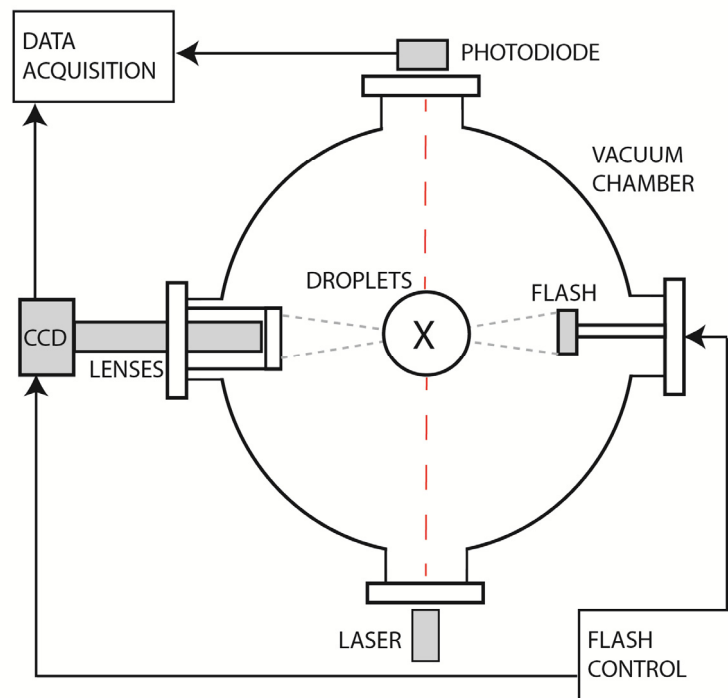 DATA
ACQUISITION
PHOTODIODE
VACUUM
CHAMBER
DROPLETS
FLASH
X
CCD
LENSES
LASER
FLASH
CONTROL